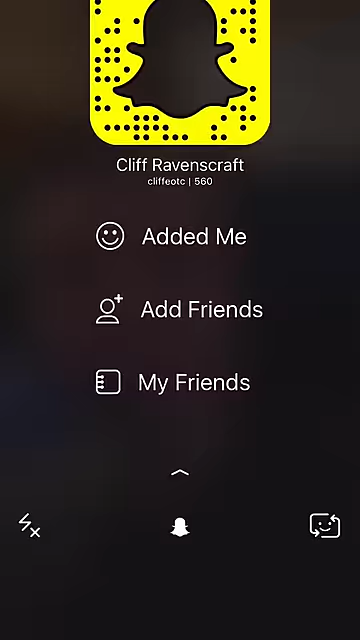 Cliff Ravenscraft
cliffeotc | 560
Added Me
Add Friends
My Friends